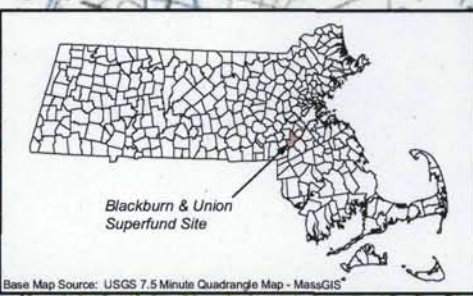 Blackburn & Union
Superfund Site
Base Map Source: USGS 7.5 Minute Quadrangle Map - MassGIS